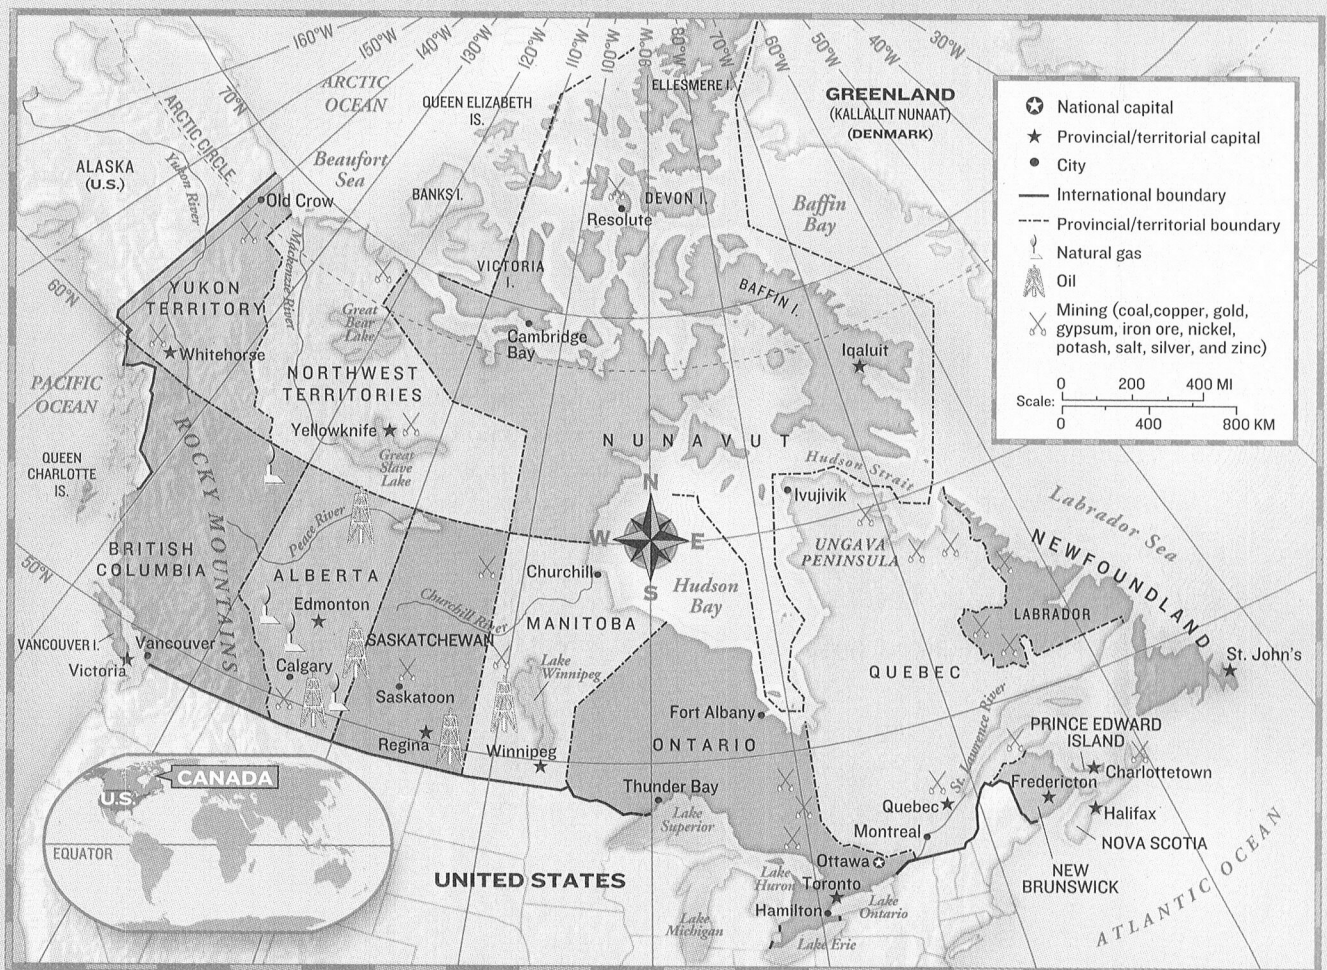 160°W
150°W
140°W
130°W
120°W
110°W
100°W
90°W
80°W
70°W
60°W
50°W
40°W
30°W
70°N
60°N
50°N
ARCTIC
OCEAN
ARCTIC CIRCLE
QUEEN ELIZABETH
IS.
ELLESMERE I.
GREENLAND
(KALLALLIT NUNAAT)
(DENMARK)
ALASKA
(U.S.)
Yukon River
Beaufort
Sea
BANKS I.
DEVON I.
Resolute
Baffin
Bay
Old Crow
Mackenzie River
VICTORIA
I.
BAFFIN I.
YUKON
TERRITORY
Great
Bear
Lake
Cambridge
Bay
Whitehorse
Iqaluit
PACIFIC
OCEAN
NORTHWEST
TERRITORIES
Yellowknife
Great
Slave
Lake
NUNAVUT
ROCKY MOUNTAINS
QUEEN
CHARLOTTE
IS.
Hudson Strait
Ivujivik
Labrador Sea
N
W
E
S
Peace River
BRITISH
COLUMBIA
ALBERTA
Edmonton
Churchill
Churchill River
Hudson
Bay
UNGAVA
PENINSULA
NEWFOUNDLAND
LABRADOR
MANITOBA
SASKATCHEWAN
VANCOUVER I.
Vancouver
Victoria
Calgary
Saskatoon
Lake
Winnipeg
QUEBEC
St. John's
Regina
Winnipeg
Fort Albany
ONTARIO
St. Lawrence River
PRINCE EDWARD
ISLAND
Charlottetown
Fredericton
Halifax
Thunder Bay
Lake
Superior
Quebec
Montreal
NOVA SCOTIA
NEW
BRUNSWICK
Ottawa
Lake
Huron
Toronto
Hamilton
Lake
Ontario
Lake
Michigan
Lake Erie
UNITED STATES
ATLANTIC OCEAN
National capital
Provincial/territorial capital
City
International boundary
Provincial/territorial boundary
Natural gas
Oil
Mining (coal,copper, gold,
gypsum, iron ore, nickel,
potash, salt, silver, and zinc)
Scale:
0 200 400 MI
0 400 800 KM
CANADA
U.S.
EQUATOR